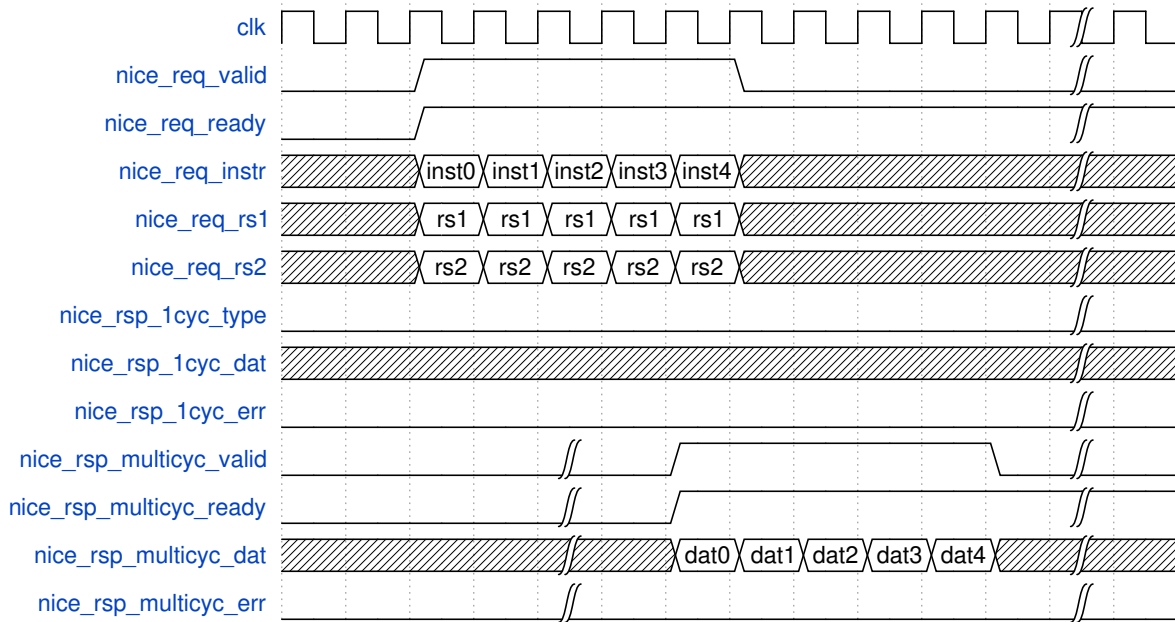 clk
nice_req_valid
nice_req_ready
nice_req_instr inst0 inst1 inst2 inst3 inst4
nice_req_rs1 rs1 rs1 rs1 rs1 rs1
nice_req_rs2 rs2 rs2 rs2 rs2 rs2
nice_rsp_1cyc_type
nice_rsp_1cyc_dat
nice_rsp_1cyc_err
nice_rsp_multicyc_valid
nice_rsp_multicyc_ready
nice_rsp_multicyc_dat dat0 dat1 dat2 dat3 dat4
nice_rsp_multicyc_err